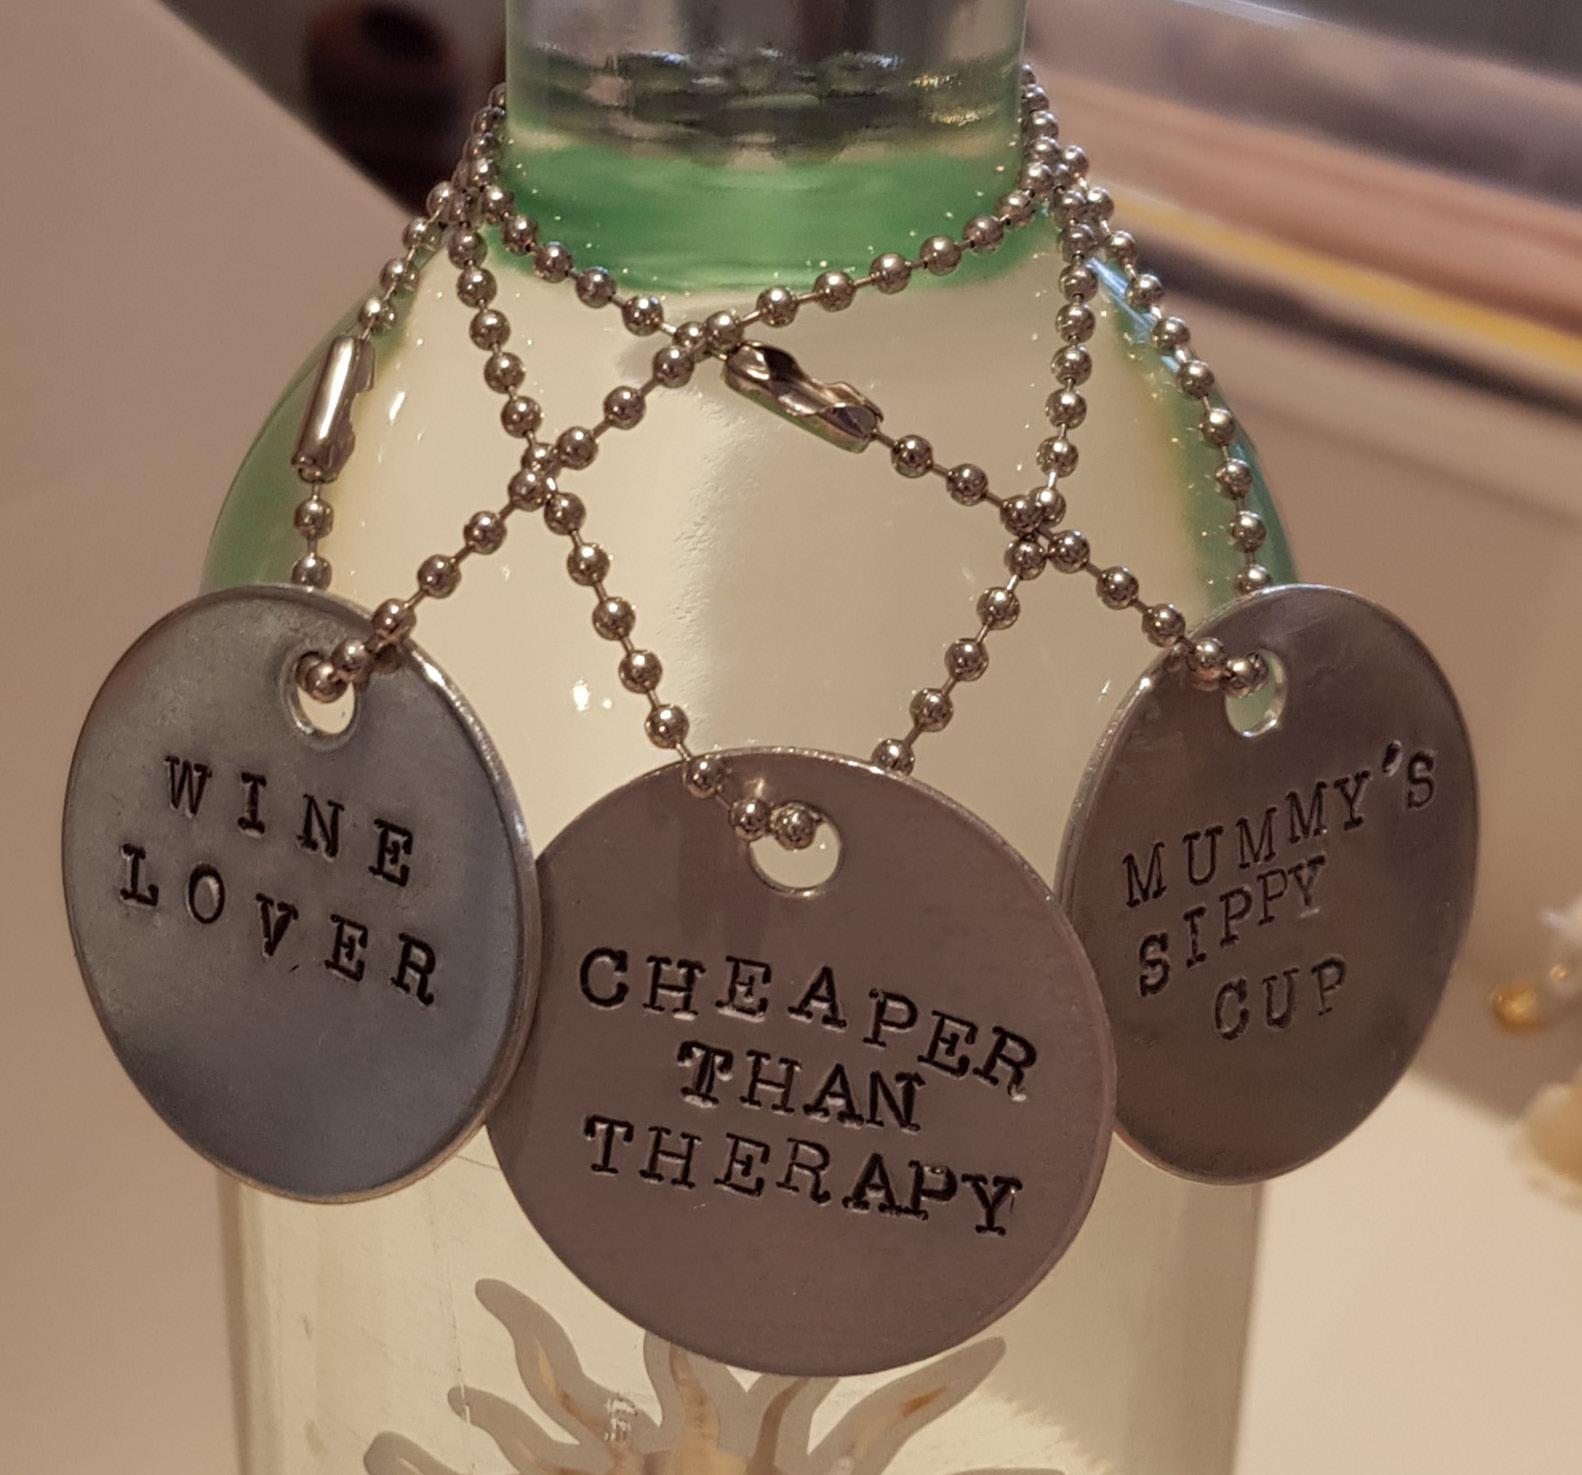 WINE
LOVER
CHEAPER
THAN
THERAPY
MUMMY'S
SIPPY
CUP